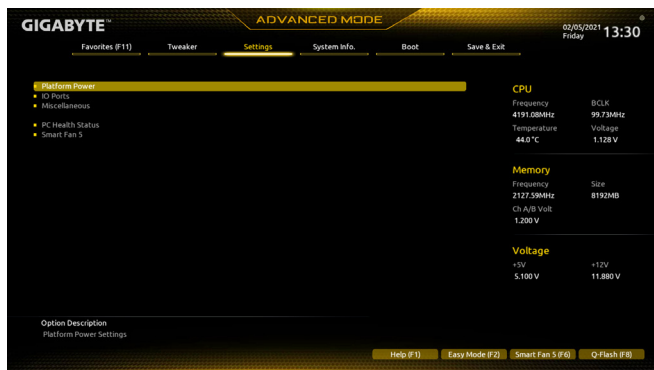 GIGABYTE™
ADVANCED MODE
02/05/2021
Friday
13:30
Favorites (F11) Tweaker Settings System Info. Boot Save & Exit
Platform Power
IO Ports
Miscellaneous
PC Health Status
Smart Fan 5
CPU
Frequency BCLK
4191.08MHz 99.73MHz
Temperature Voltage
44.0 °C 1.128 V
Memory
Frequency Size
2127.59MHz 8192MB
Ch A/B Volt
1.200 V
Voltage
+5V +12V
5.100 V 11.880 V
Option Description
Platform Power Settings
Help (F1) Easy Mode (F2) Smart Fan 5 (F6) Q-Flash (F8)